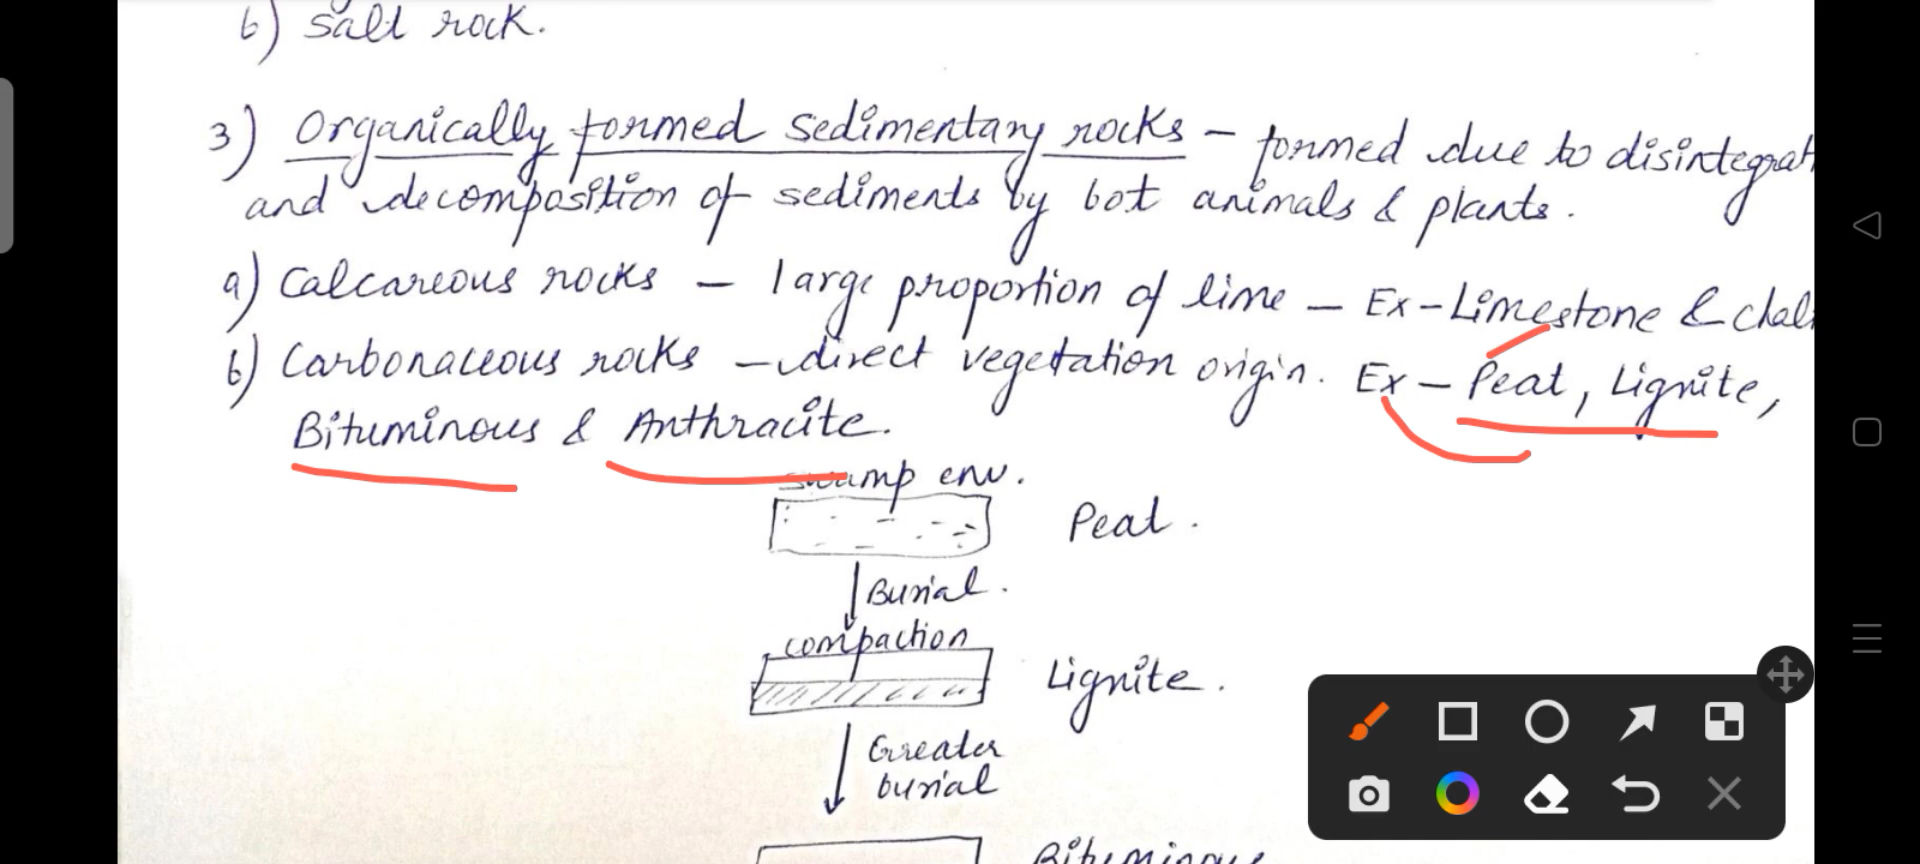 b) Salt rock.
3) Organically formed sedimentary rocks – formed due to disintegrat
and decomposition of sediments by bot animals & plants.
a) Calcareous rocks – large proportion of lime – Ex – Limestone & chal
b) Carbonaceous rocks – direct vegetation origin. Ex – Peat, Lignite,
Bituminous & Anthracite.
swamp env.
Peat.
Burial.
compaction
Lignite.
Greater
burial
Bituminous